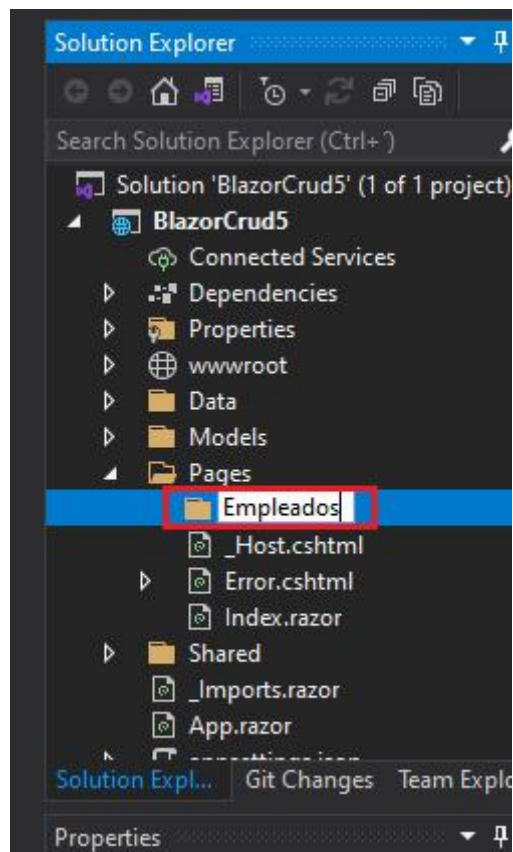 Solution Explorer
Search Solution Explorer (Ctrl+´)
Solution 'BlazorCrud5' (1 of 1 project)
BlazorCrud5
Connected Services
Dependencies
Properties
wwwroot
Data
Models
Pages
Empleados
_Host.cshtml
Error.cshtml
Index.razor
Shared
_Imports.razor
App.razor
Solution Expl... Git Changes Team Explo
Properties